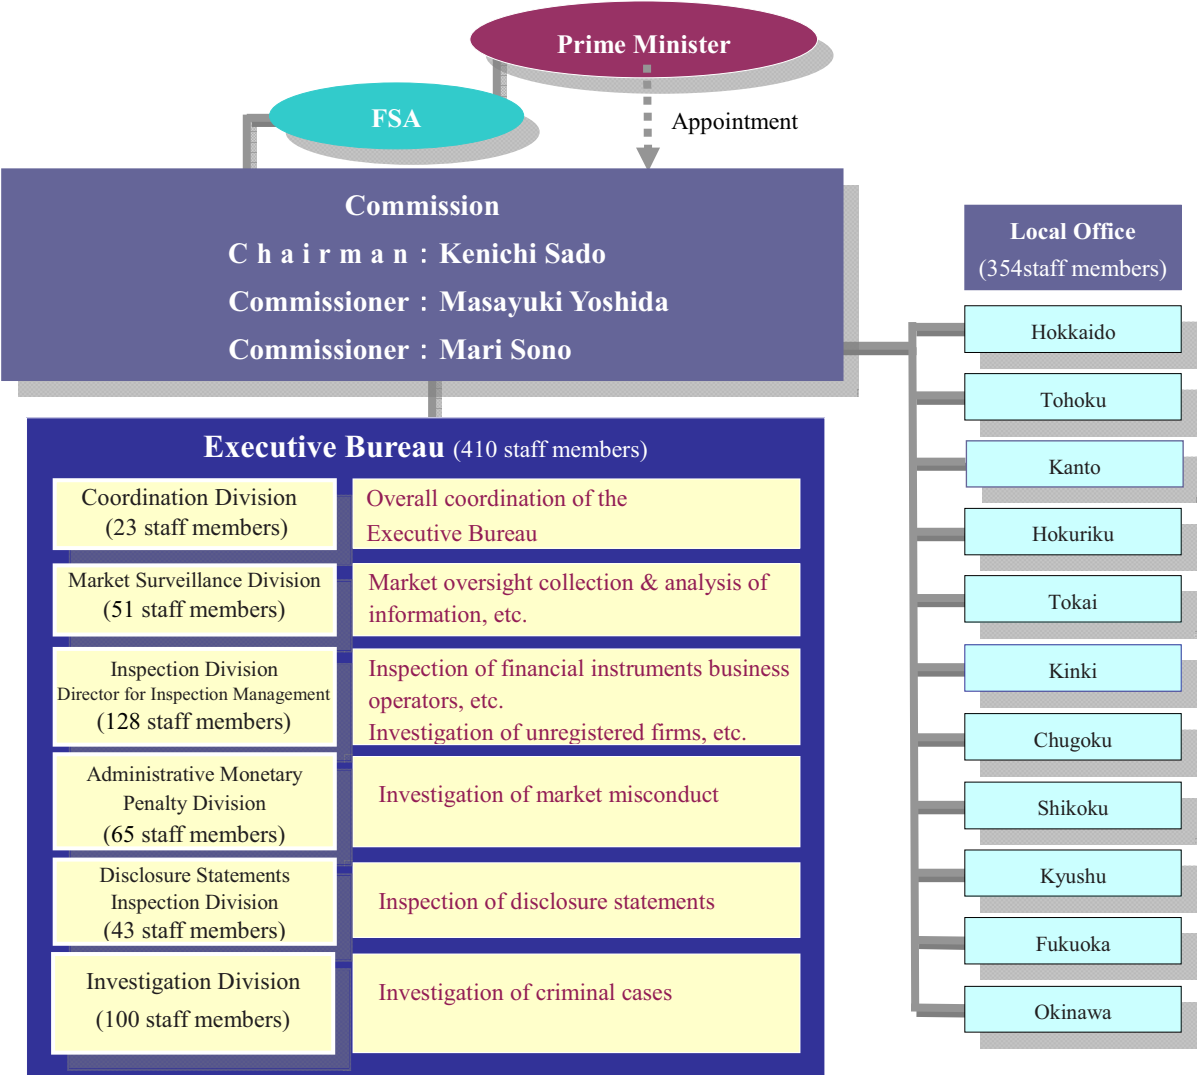 Prime Minister
FSA
Appointment
Commission
Chairman：Kenichi Sado
Commissioner：Masayuki Yoshida
Commissioner：Mari Sono
Executive Bureau (410 staff members)
Coordination Division
(23 staff members)
Overall coordination of the
Executive Bureau
Market Surveillance Division
(51 staff members)
Market oversight collection & analysis of
information, etc.
Inspection Division
Director for Inspection Management
(128 staff members)
Inspection of financial instruments business
operators, etc.
Investigation of unregistered firms, etc.
Administrative Monetary
Penalty Division
(65 staff members)
Investigation of market misconduct
Disclosure Statements
Inspection Division
(43 staff members)
Inspection of disclosure statements
Investigation Division
(100 staff members)
Investigation of criminal cases
Local Office
(354staff members)
Hokkaido
Tohoku
Kanto
Hokuriku
Tokai
Kinki
Chugoku
Shikoku
Kyushu
Fukuoka
Okinawa